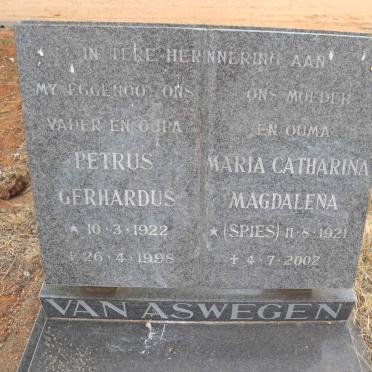 IN TERE HERINNERING AAN
MY EGGENOOT ONS
VADER EN OUPA
PETRUS
GERHARDUS
* 10·3·1922
+ 26·4·1998
ONS MOEDER
EN OUMA
MARIA CATHARINA
MAGDALENA
* (SPIES) 11·8·1921
+ 4·7·2002
VAN ASWEGEN